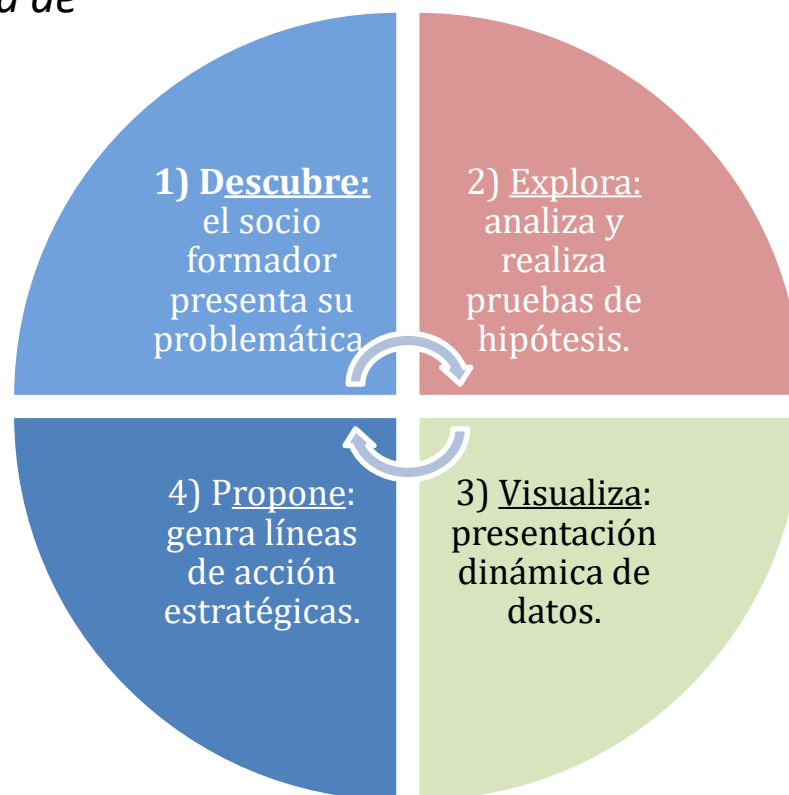 a de
1) Descubre:
el socio
formador
presenta su
problemática
2) Explora:
analiza y
realiza
pruebas de
hipótesis.
4) Propone:
genra líneas
de acción
estratégicas.
3) Visualiza:
presentación
dinámica de
datos.